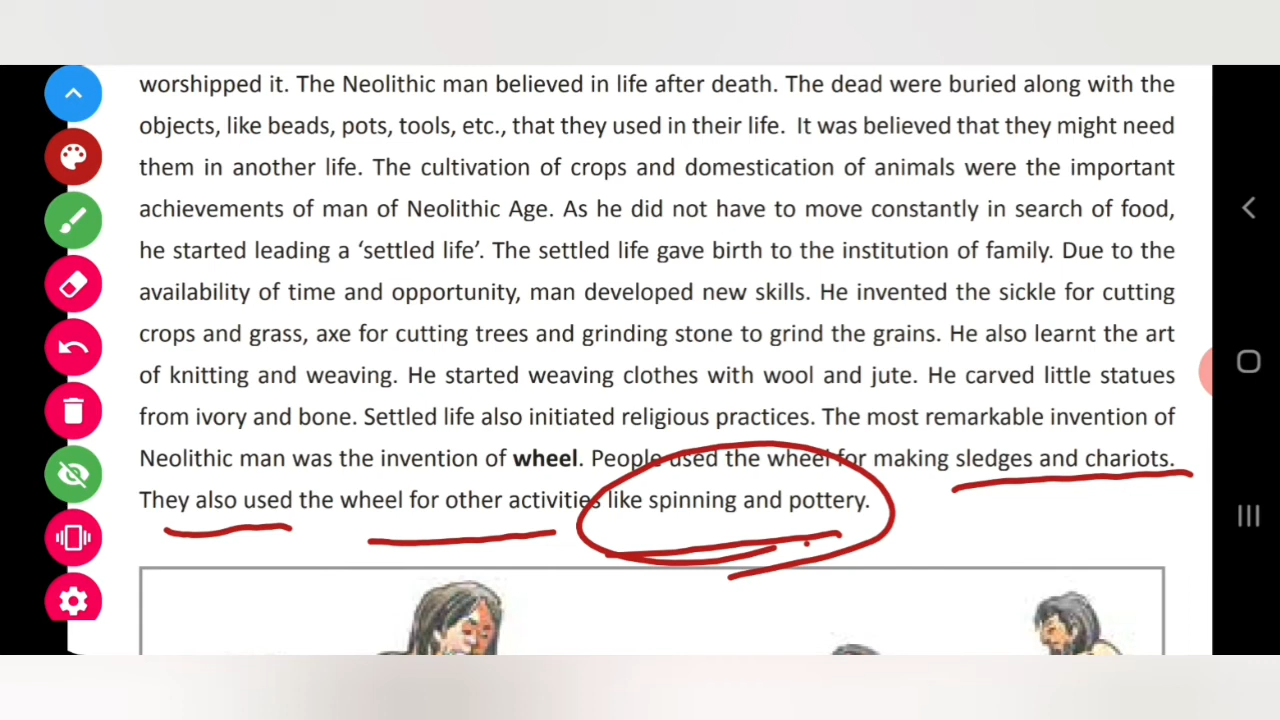 worshipped it. The Neolithic man believed in life after death. The dead were buried along with the
objects, like beads, pots, tools, etc., that they used in their life. It was believed that they might need
them in another life. The cultivation of crops and domestication of animals were the important
achievements of man of Neolithic Age. As he did not have to move constantly in search of food,
he started leading a ‘settled life’. The settled life gave birth to the institution of family. Due to the
availability of time and opportunity, man developed new skills. He invented the sickle for cutting
crops and grass, axe for cutting trees and grinding stone to grind the grains. He also learnt the art
of knitting and weaving. He started weaving clothes with wool and jute. He carved little statues
from ivory and bone. Settled life also initiated religious practices. The most remarkable invention of
Neolithic man was the invention of wheel. People used the wheel for making sledges and chariots.
They also used the wheel for other activities like spinning and pottery.